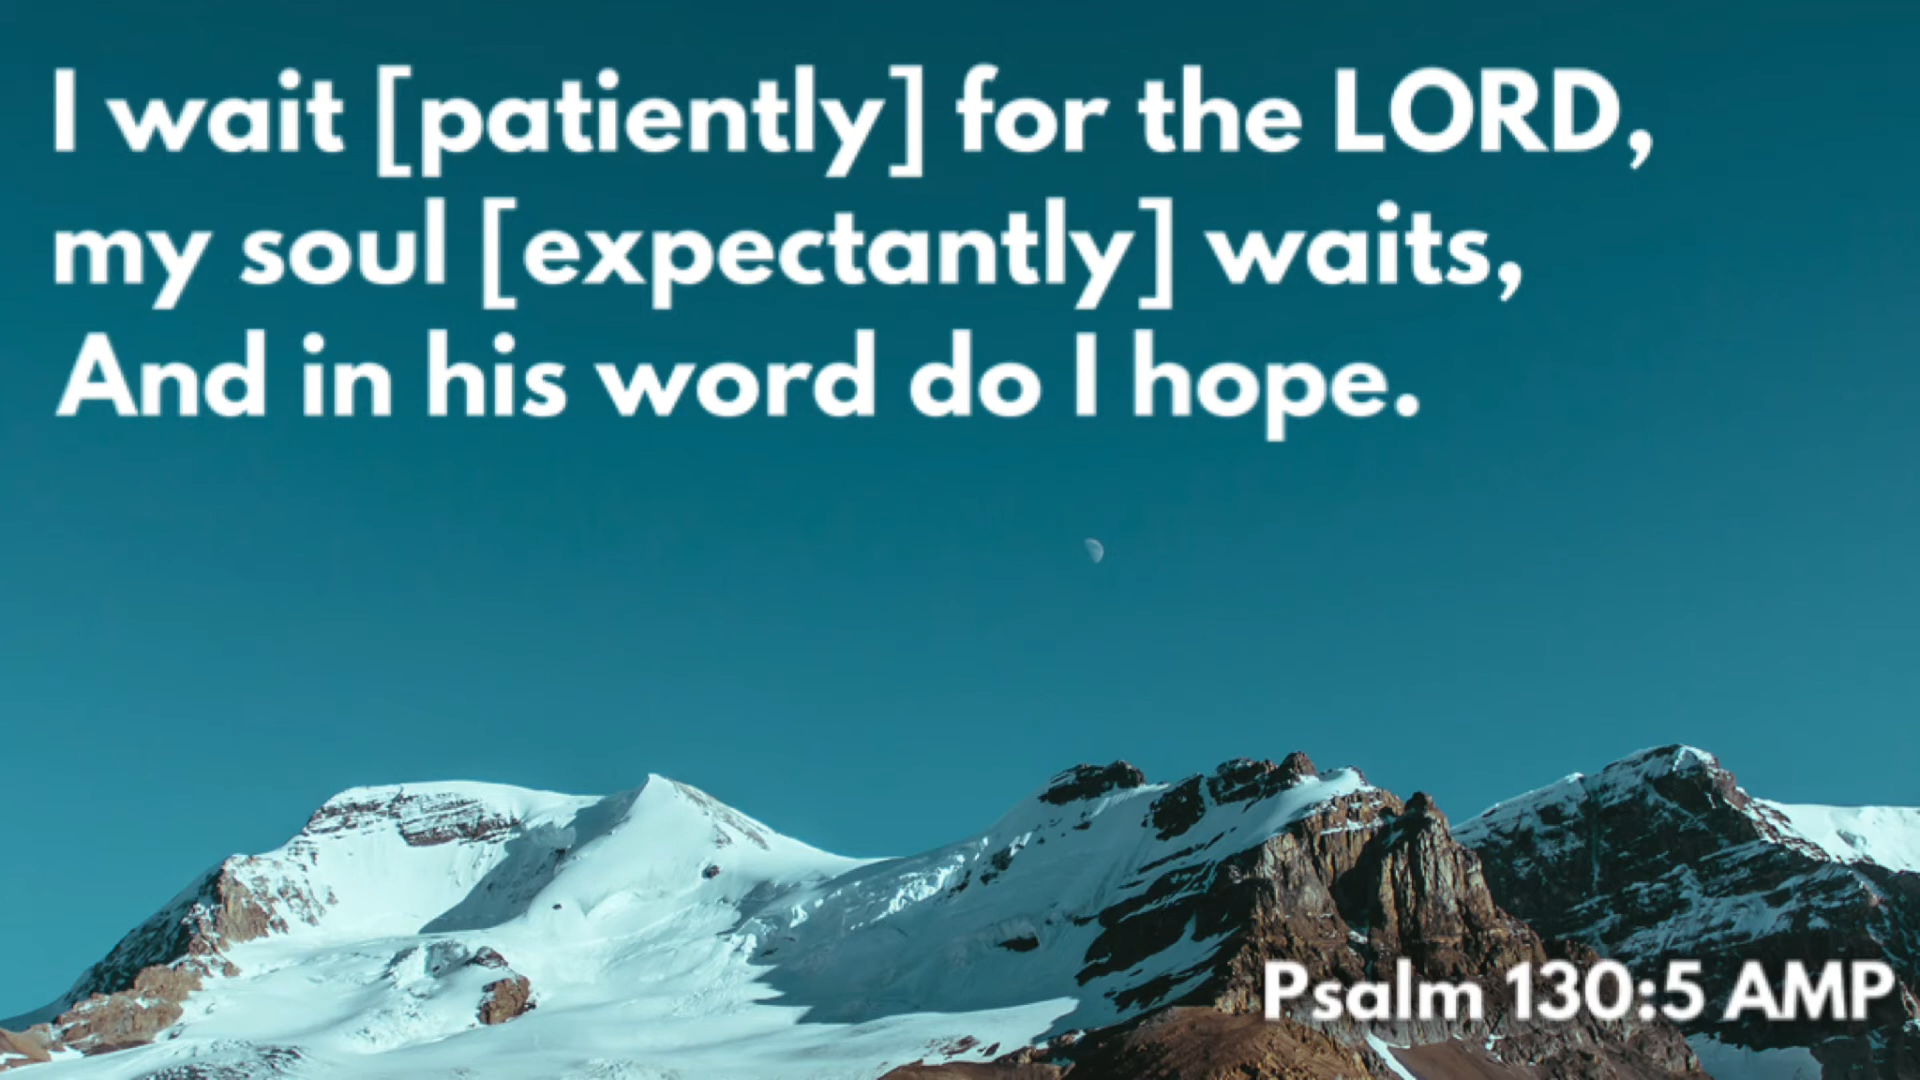 I wait [patiently] for the LORD,
my soul [expectantly] waits,
And in his word do I hope.
Psalm 130:5 AMP